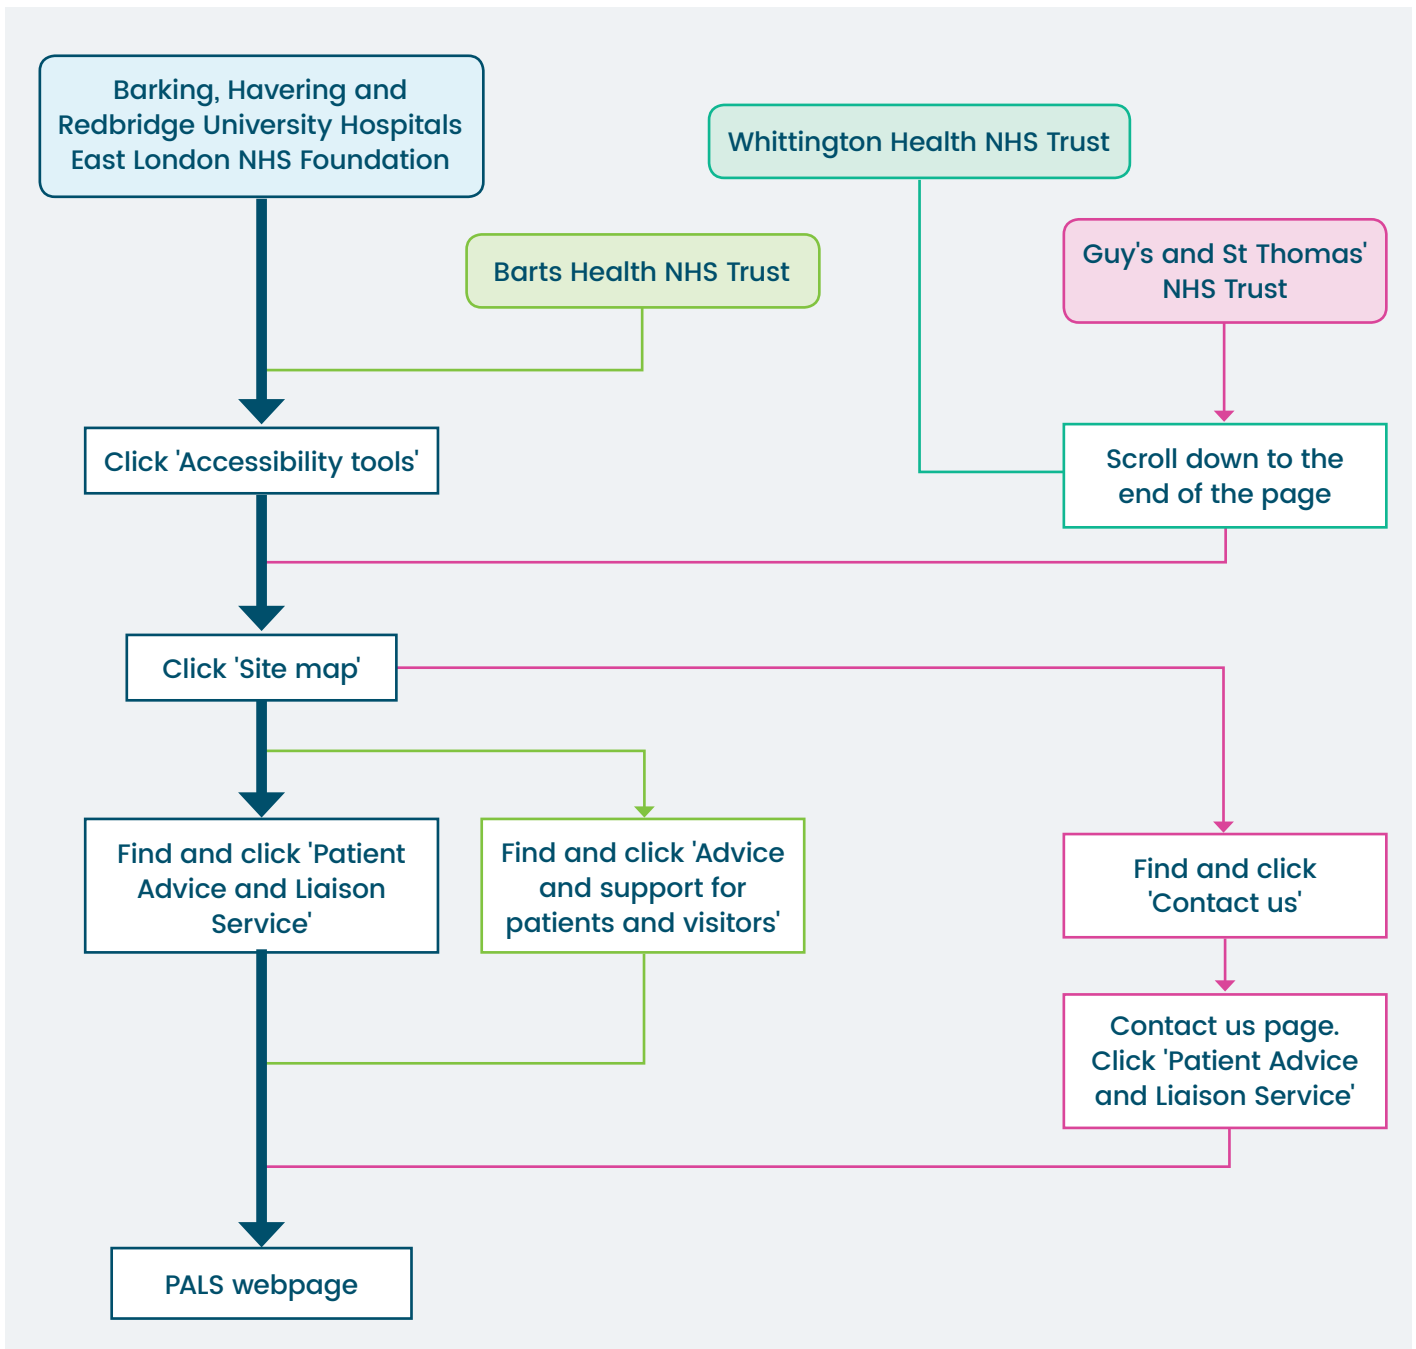 Barking, Havering and
Redbridge University Hospitals
East London NHS Foundation
Whittington Health NHS Trust
Guy's and St Thomas'
NHS Trust
Barts Health NHS Trust
Click 'Accessibility tools'
Scroll down to the
end of the page
Click 'Site map'
Find and click 'Patient
Advice and Liaison
Service'
Find and click 'Advice
and support for
patients and visitors'
Find and click
'Contact us'
Contact us page.
Click 'Patient Advice
and Liaison Service'
PALS webpage